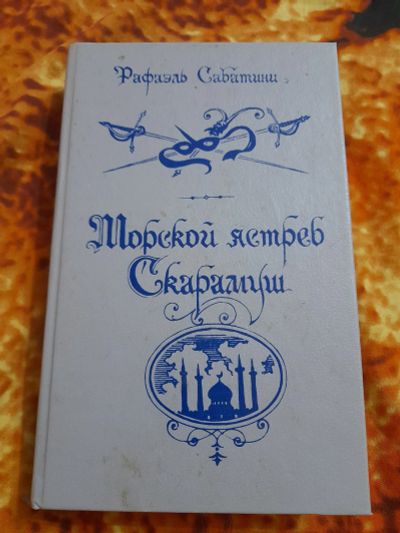 Рафаэль Сабатини
Морской ястреб
Скарамуш